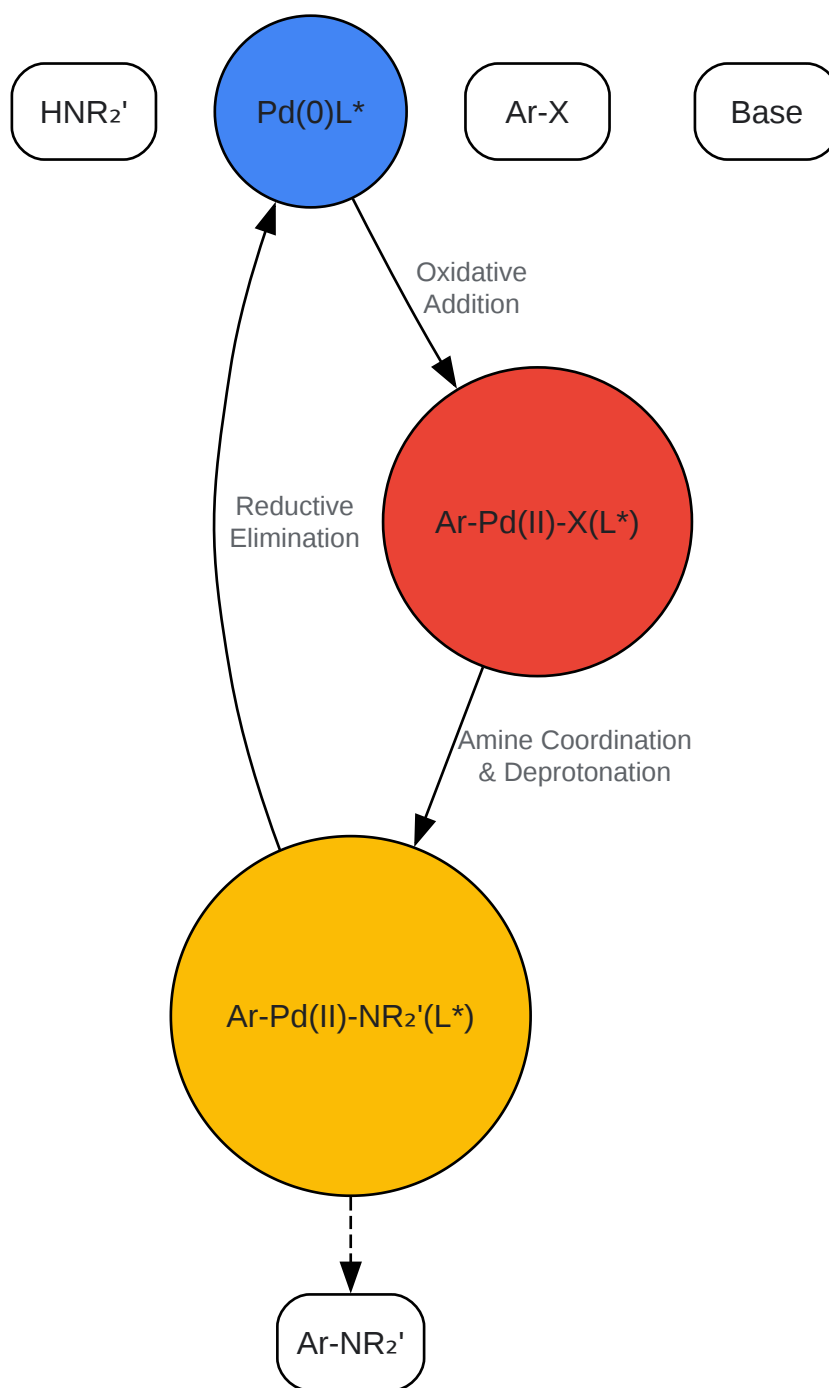 HNR₂'
Pd(0)L*
Ar-X
Base
Oxidative
Addition
Reductive
Elimination
Ar-Pd(II)-X(L*)
Amine Coordination
& Deprotonation
Ar-Pd(II)-NR₂'(L*)
Ar-NR₂'